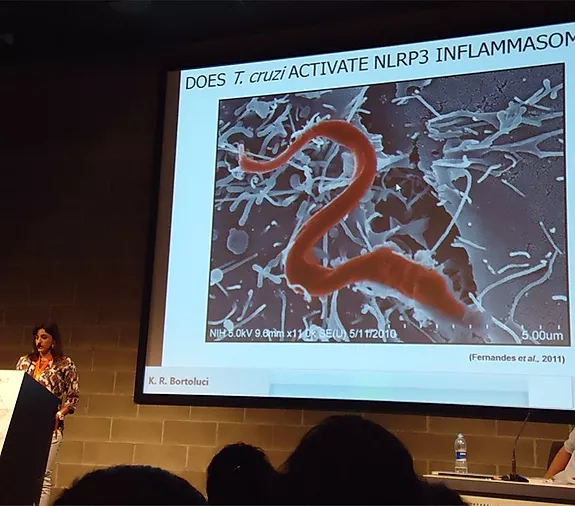 DOES T. cruzi ACTIVATE NLRP3 INFLAMMASOM
NIH 5.0kV 9.6mm x11.0k SE(U) 5/11/2010
5.00um
(Fernandes et al., 2011)
K. R. Bortoluci